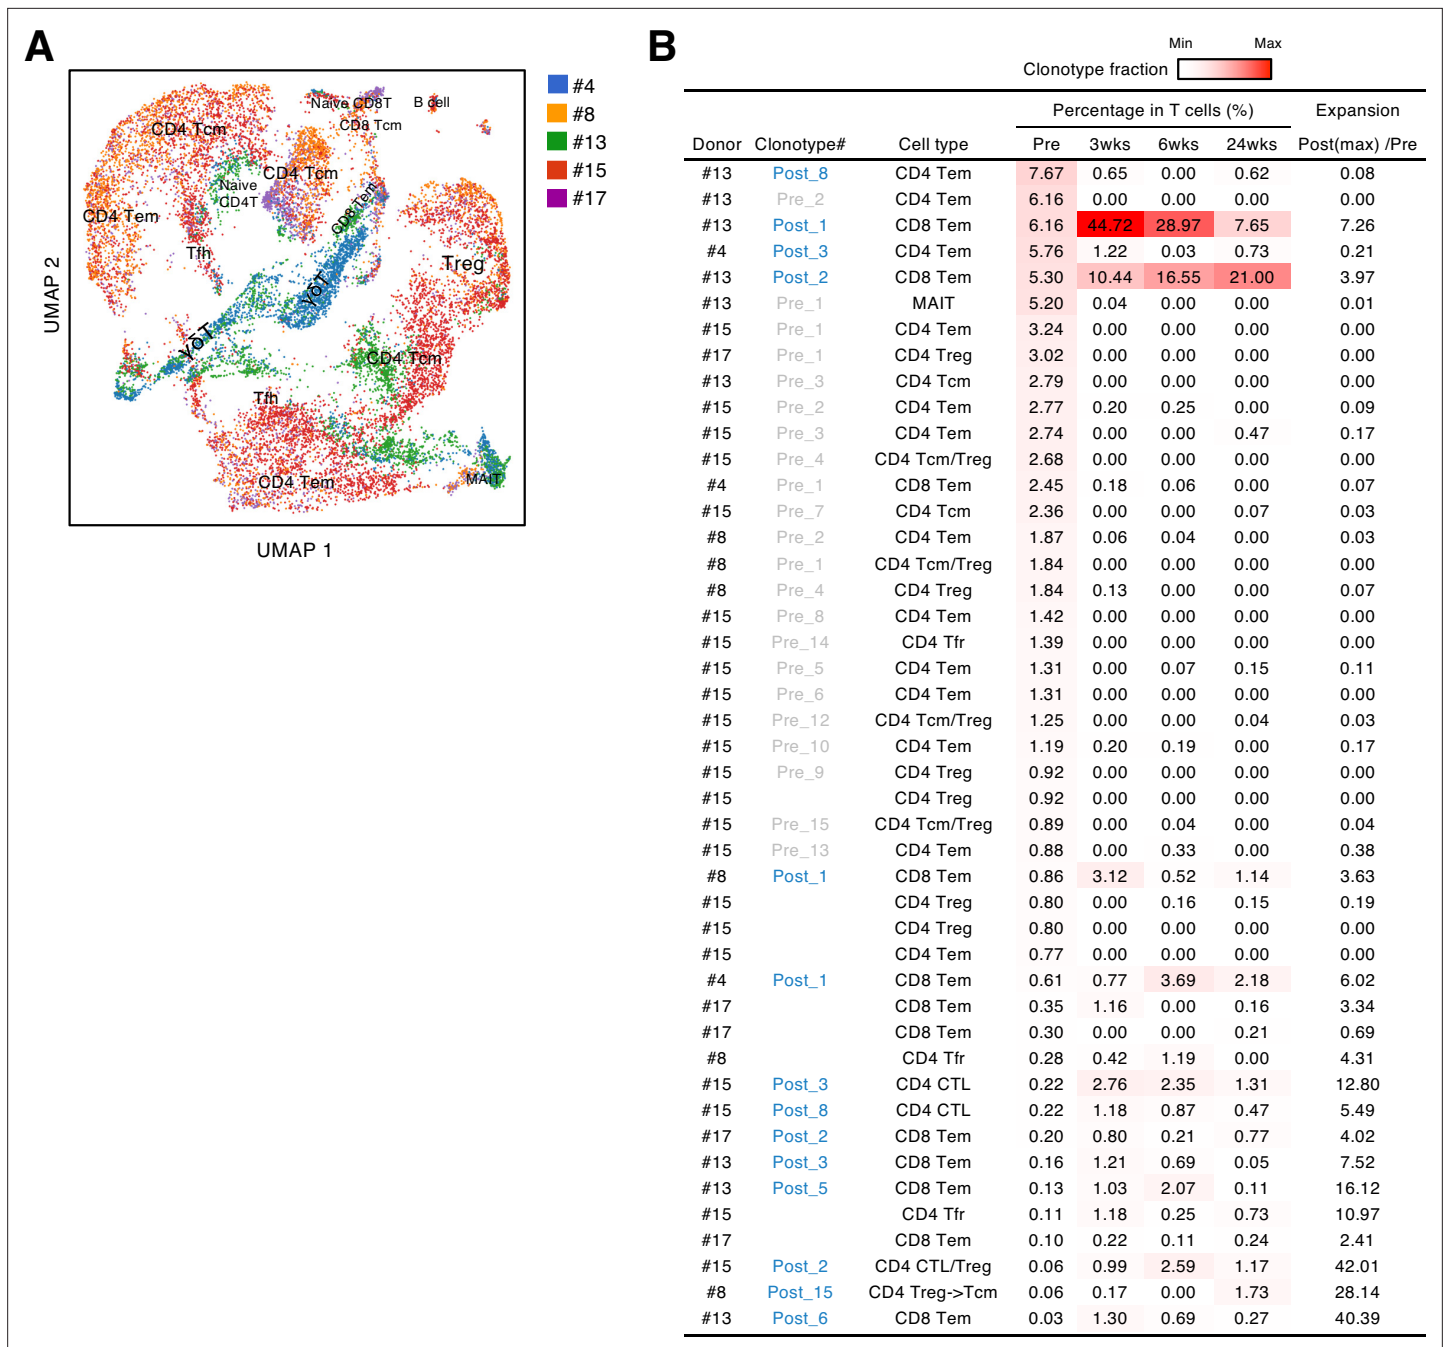 A
CD4 Tcm
Naive CD8T
B cell
CD8 Tcm
CD4 Tcm
Naive
CD4T
CD8 Tem
CD4 Tem
Tfh
Treg
γδT
γδT
CD4 Tcm
Tfh
CD4 Tem
MAIT
UMAP 2
UMAP 1
#4
#8
#13
#15
#17
B
Min Max
Clonotype fraction
Percentage in T cells (%) Expansion
Donor Clonotype# Cell type Pre 3wks 6wks 24wks Post(max) /Pre
#13 Post_8 CD4 Tem 7.67 0.65 0.00 0.62 0.08
#13 Pre_2 CD4 Tem 6.16 0.00 0.00 0.00 0.00
#13 Post_1 CD8 Tem 6.16 44.72 28.97 7.65 7.26
#4 Post_3 CD4 Tem 5.76 1.22 0.03 0.73 0.21
#13 Post_2 CD8 Tem 5.30 10.44 16.55 21.00 3.97
#13 Pre_1 MAIT 5.20 0.04 0.00 0.00 0.01
#15 Pre_1 CD4 Tem 3.24 0.00 0.00 0.00 0.00
#17 Pre_1 CD4 Treg 3.02 0.00 0.00 0.00 0.00
#13 Pre_3 CD4 Tcm 2.79 0.00 0.00 0.00 0.00
#15 Pre_2 CD4 Tem 2.77 0.20 0.25 0.00 0.09
#15 Pre_3 CD4 Tem 2.74 0.00 0.00 0.47 0.17
#15 Pre_4 CD4 Tcm/Treg 2.68 0.00 0.00 0.00 0.00
#4 Pre_1 CD8 Tem 2.45 0.18 0.06 0.00 0.07
#15 Pre_7 CD4 Tcm 2.36 0.00 0.00 0.07 0.03
#8 Pre_2 CD4 Tem 1.87 0.06 0.04 0.00 0.03
#8 Pre_1 CD4 Tcm/Treg 1.84 0.00 0.00 0.00 0.00
#8 Pre_4 CD4 Treg 1.84 0.13 0.00 0.00 0.07
#15 Pre_8 CD4 Tem 1.42 0.00 0.00 0.00 0.00
#15 Pre_14 CD4 Tfr 1.39 0.00 0.00 0.00 0.00
#15 Pre_5 CD4 Tem 1.31 0.00 0.07 0.15 0.11
#15 Pre_6 CD4 Tem 1.31 0.00 0.00 0.00 0.00
#15 Pre_12 CD4 Tcm/Treg 1.25 0.00 0.00 0.04 0.03
#15 Pre_10 CD4 Tem 1.19 0.20 0.19 0.00 0.17
#15 Pre_9 CD4 Treg 0.92 0.00 0.00 0.00 0.00
#15 CD4 Treg 0.92 0.00 0.00 0.00 0.00
#15 Pre_15 CD4 Tcm/Treg 0.89 0.00 0.04 0.00 0.04
#15 Pre_13 CD4 Tem 0.88 0.00 0.33 0.00 0.38
#8 Post_1 CD8 Tem 0.86 3.12 0.52 1.14 3.63
#15 CD4 Treg 0.80 0.00 0.16 0.15 0.19
#15 CD4 Treg 0.80 0.00 0.00 0.00 0.00
#15 CD4 Tem 0.77 0.00 0.00 0.00 0.00
#4 Post_1 CD8 Tem 0.61 0.77 3.69 2.18 6.02
#17 CD8 Tem 0.35 1.16 0.00 0.16 3.34
#17 CD8 Tem 0.30 0.00 0.00 0.21 0.69
#8 CD4 Tfr 0.28 0.42 1.19 0.00 4.31
#15 Post_3 CD4 CTL 0.22 2.76 2.35 1.31 12.80
#15 Post_8 CD4 CTL 0.22 1.18 0.87 0.47 5.49
#17 Post_2 CD8 Tem 0.20 0.80 0.21 0.77 4.02
#13 Post_3 CD8 Tem 0.16 1.21 0.69 0.05 7.52
#13 Post_5 CD8 Tem 0.13 1.03 2.07 0.11 16.12
#15 CD4 Tfr 0.11 1.18 0.25 0.73 10.97
#17 CD8 Tem 0.10 0.22 0.11 0.24 2.41
#15 Post_2 CD4 CTL/Treg 0.06 0.99 2.59 1.17 42.01
#8 Post_15 CD4 Treg->Tcm 0.06 0.17 0.00 1.73 28.14
#13 Post_6 CD8 Tem 0.03 1.30 0.69 0.27 40.39